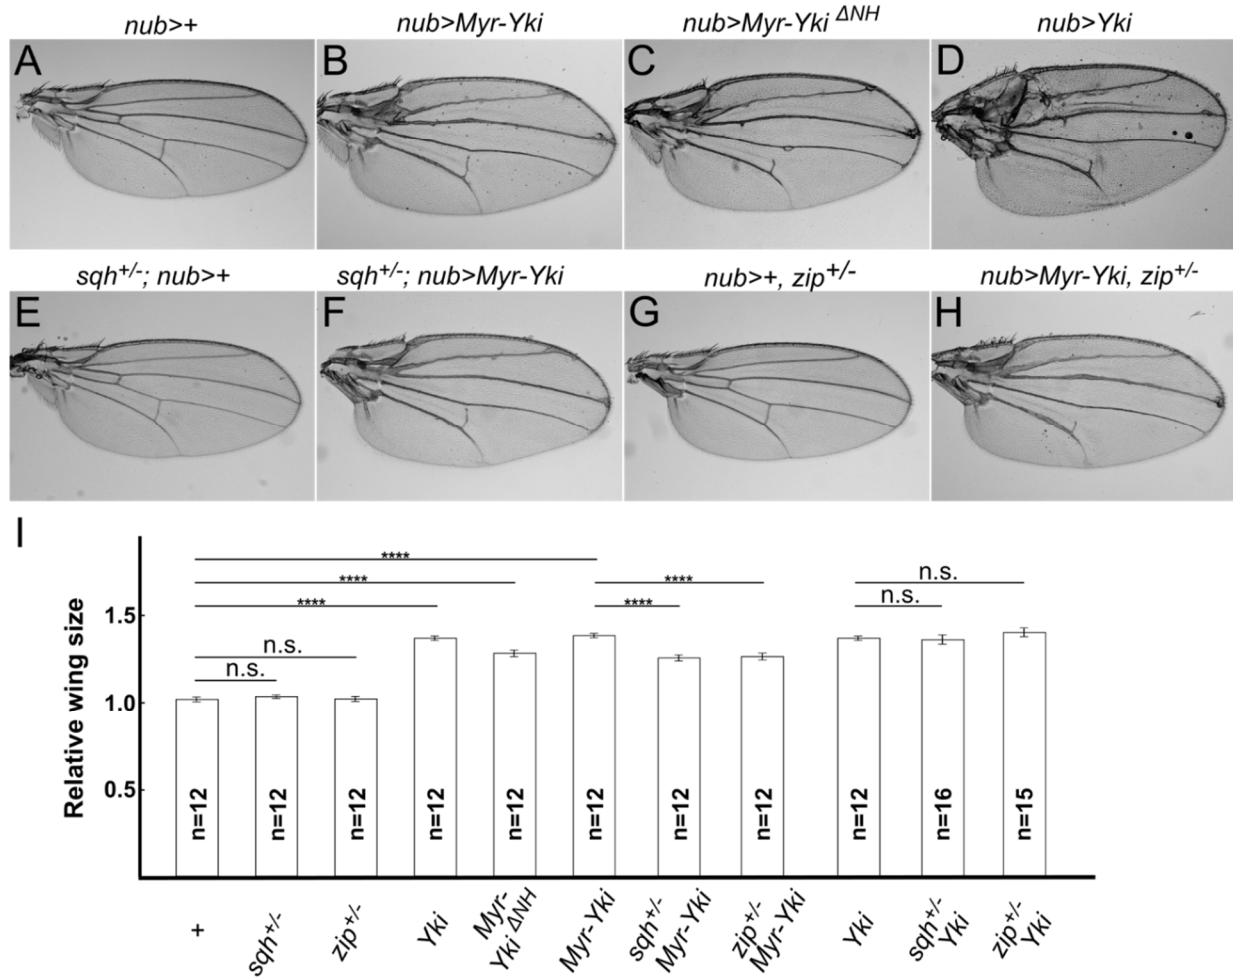 nub>+
nub>Myr-Yki
nub>Myr-Yki ΔNH
nub>Yki
A
B
C
D
sqh+/-; nub>+
sqh+/-; nub>Myr-Yki
nub>+, zip+/-
nub>Myr-Yki, zip+/-
E
F
G
H
I
****
****
****
****
****
n.s.
n.s.
n.s.
n.s.
Relative wing size
1.5
1.0
0.5
n=12
n=12
n=12
n=12
n=12
n=12
n=12
n=12
n=12
n=16
n=15
+
sqh+/-
zip+/-
Yki
Myr-
Yki ΔNH
Myr-Yki
sqh+/-
Myr-Yki
zip+/-
Myr-Yki
Yki
sqh+/-
Yki
zip+/-
Yki